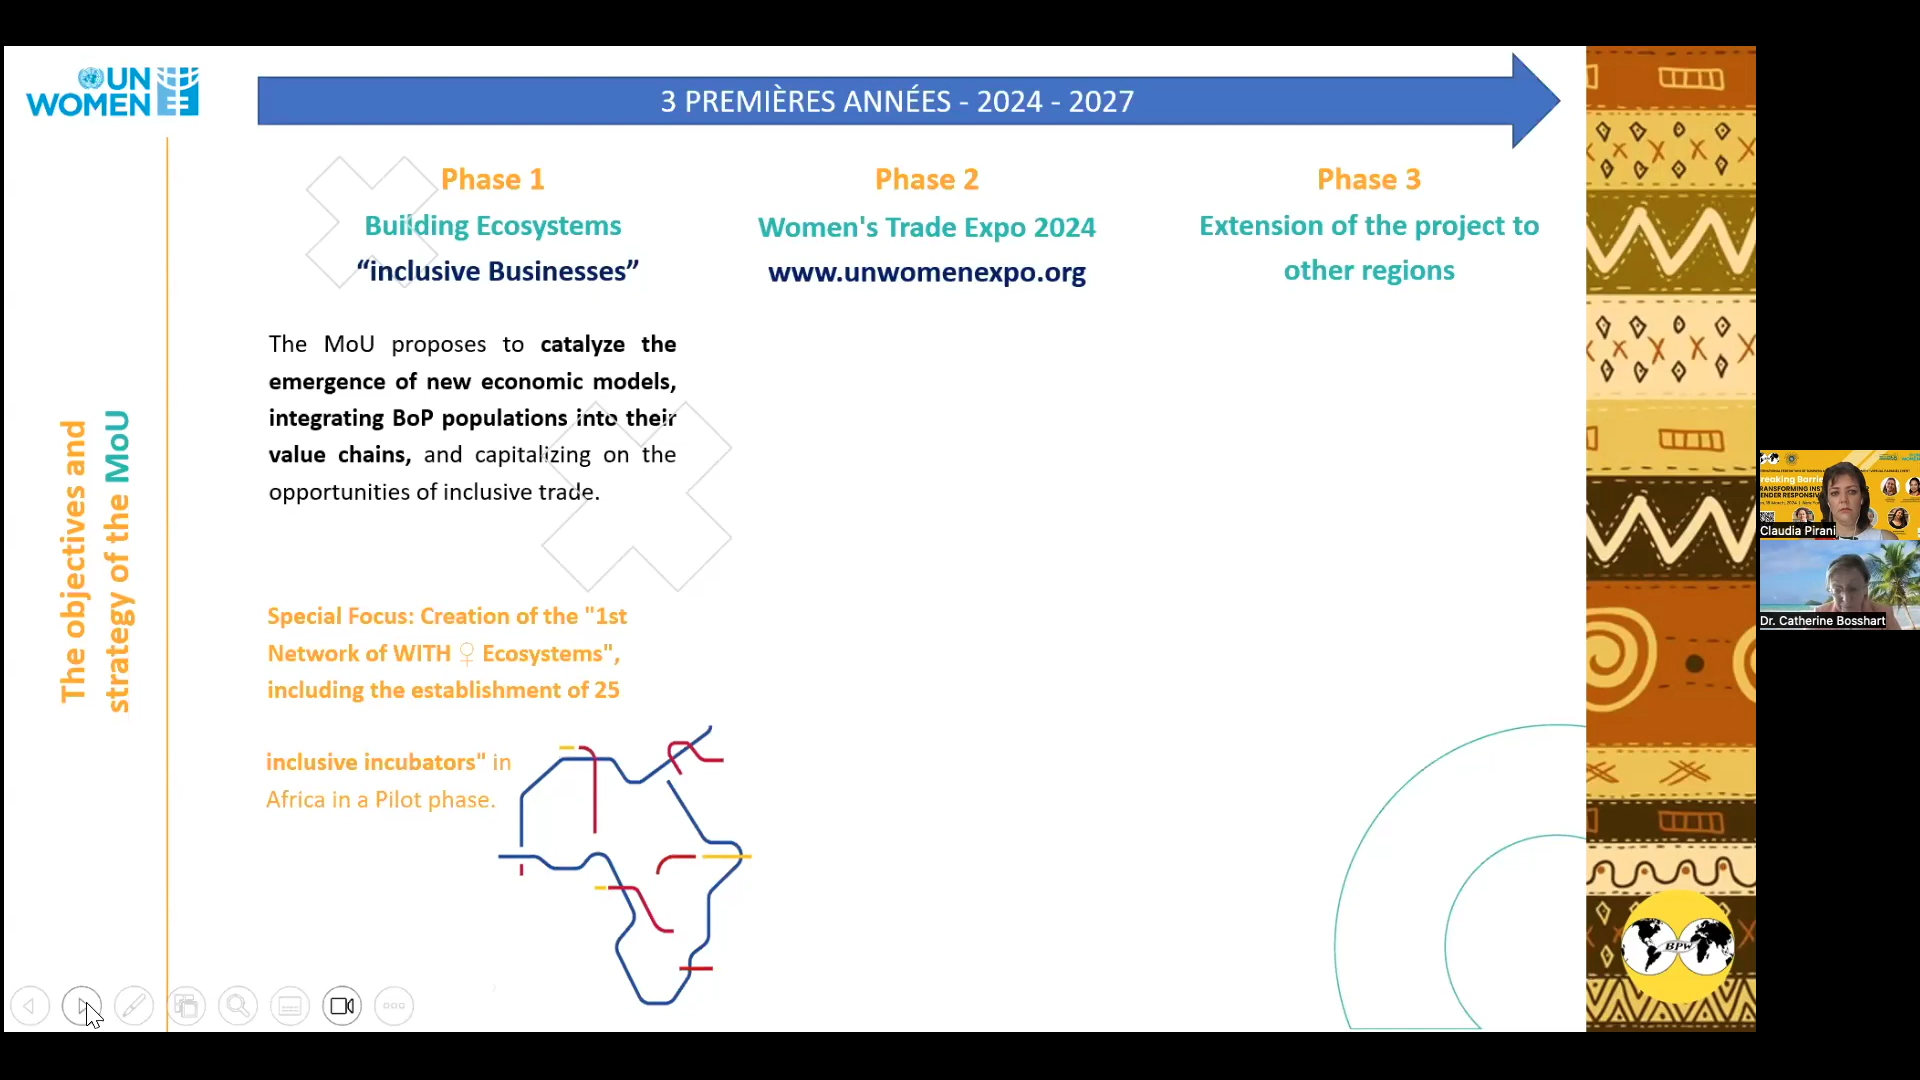 UN
WOMEN
3 PREMIÈRES ANNÉES - 2024 - 2027
Phase 1
Building Ecosystems
“inclusive Businesses”
Phase 2
Women's Trade Expo 2024
www.unwomenexpo.org
Phase 3
Extension of the project to
other regions
The objectives and
strategy of the MoU
The MoU proposes to catalyze the
emergence of new economic models,
integrating BoP populations into their
value chains, and capitalizing on the
opportunities of inclusive trade.
Special Focus: Creation of the "1st
Network of WITH ♀ Ecosystems",
including the establishment of 25
inclusive incubators" in
Africa in a Pilot phase.
BPW
Claudia Pirani
Dr. Catherine Bosshart